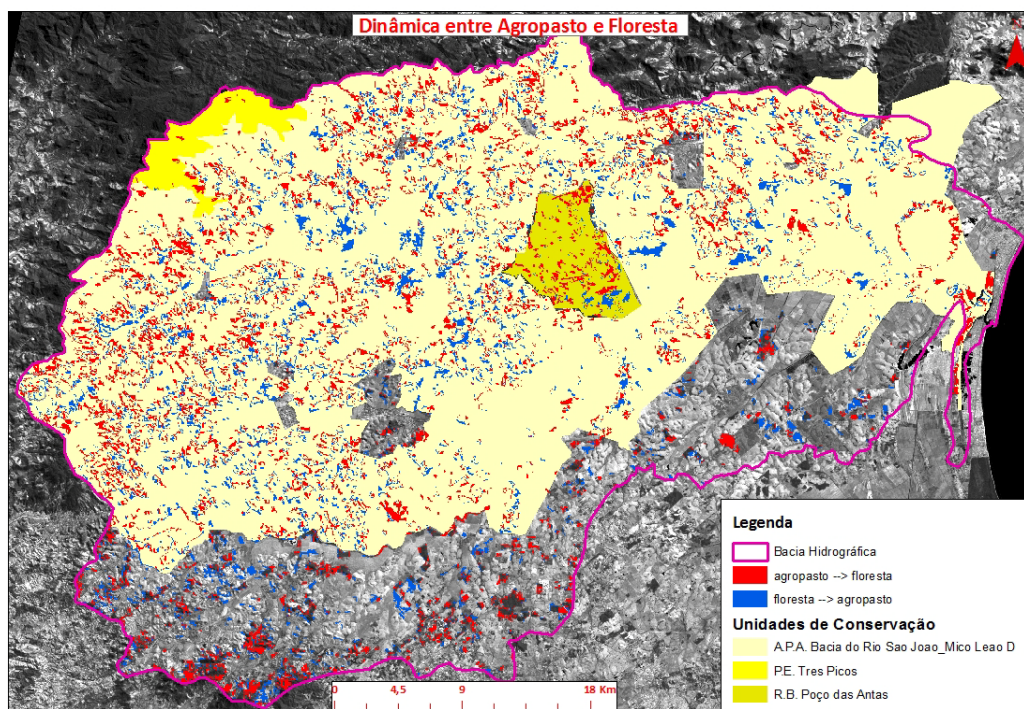 Dinâmica entre Agropasto e Floresta
Legenda
Bacia Hidrográfica
agropasto --> floresta
floresta --> agropasto
Unidades de Conservação
A.P.A. Bacia do Rio Sao Joao_Mico Leao D
P.E. Tres Picos
R.B. Poço das Antas
0 4,5 9 18 Km